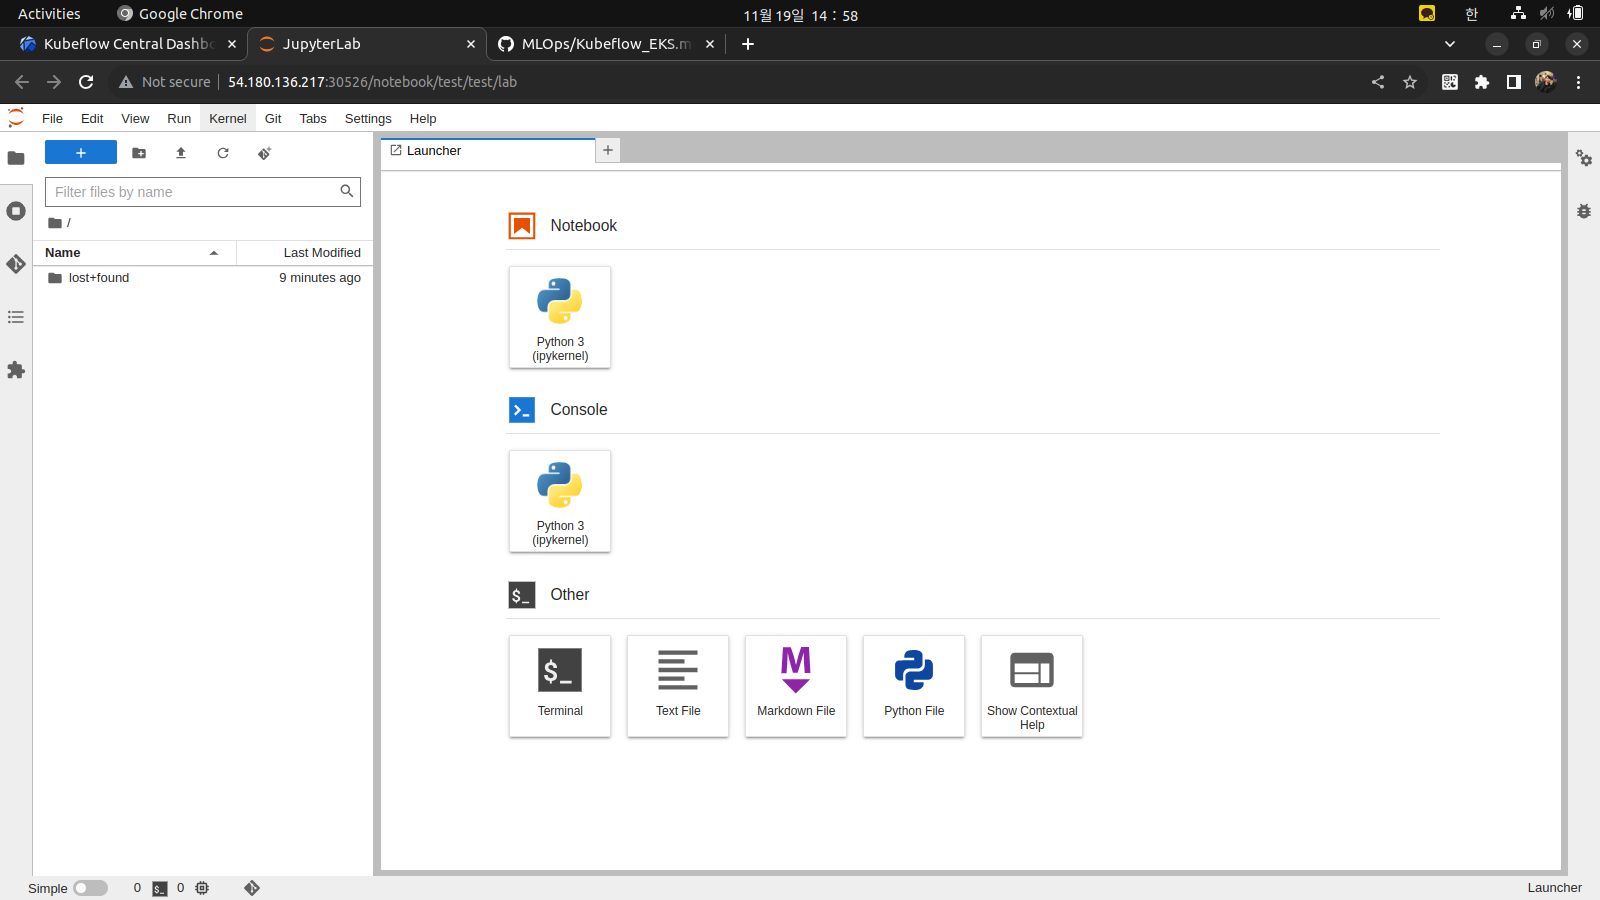 Activities
Google Chrome
11월 19일 14 : 58
한
Kubeflow Central Dashbo
JupyterLab
MLOps/Kubeflow_EKS.m
Not secure
54.180.136.217:30526/notebook/test/test/lab
File Edit View Run Kernel Git Tabs Settings Help
Filter files by name
/
Name
Last Modified
lost+found
9 minutes ago
Launcher
Notebook
Python 3
(ipykernel)
Console
Python 3
(ipykernel)
$_ Other
$_
Terminal
Text File
M
Markdown File
Python File
Show Contextual
Help
Simple
0
$_
0
Launcher